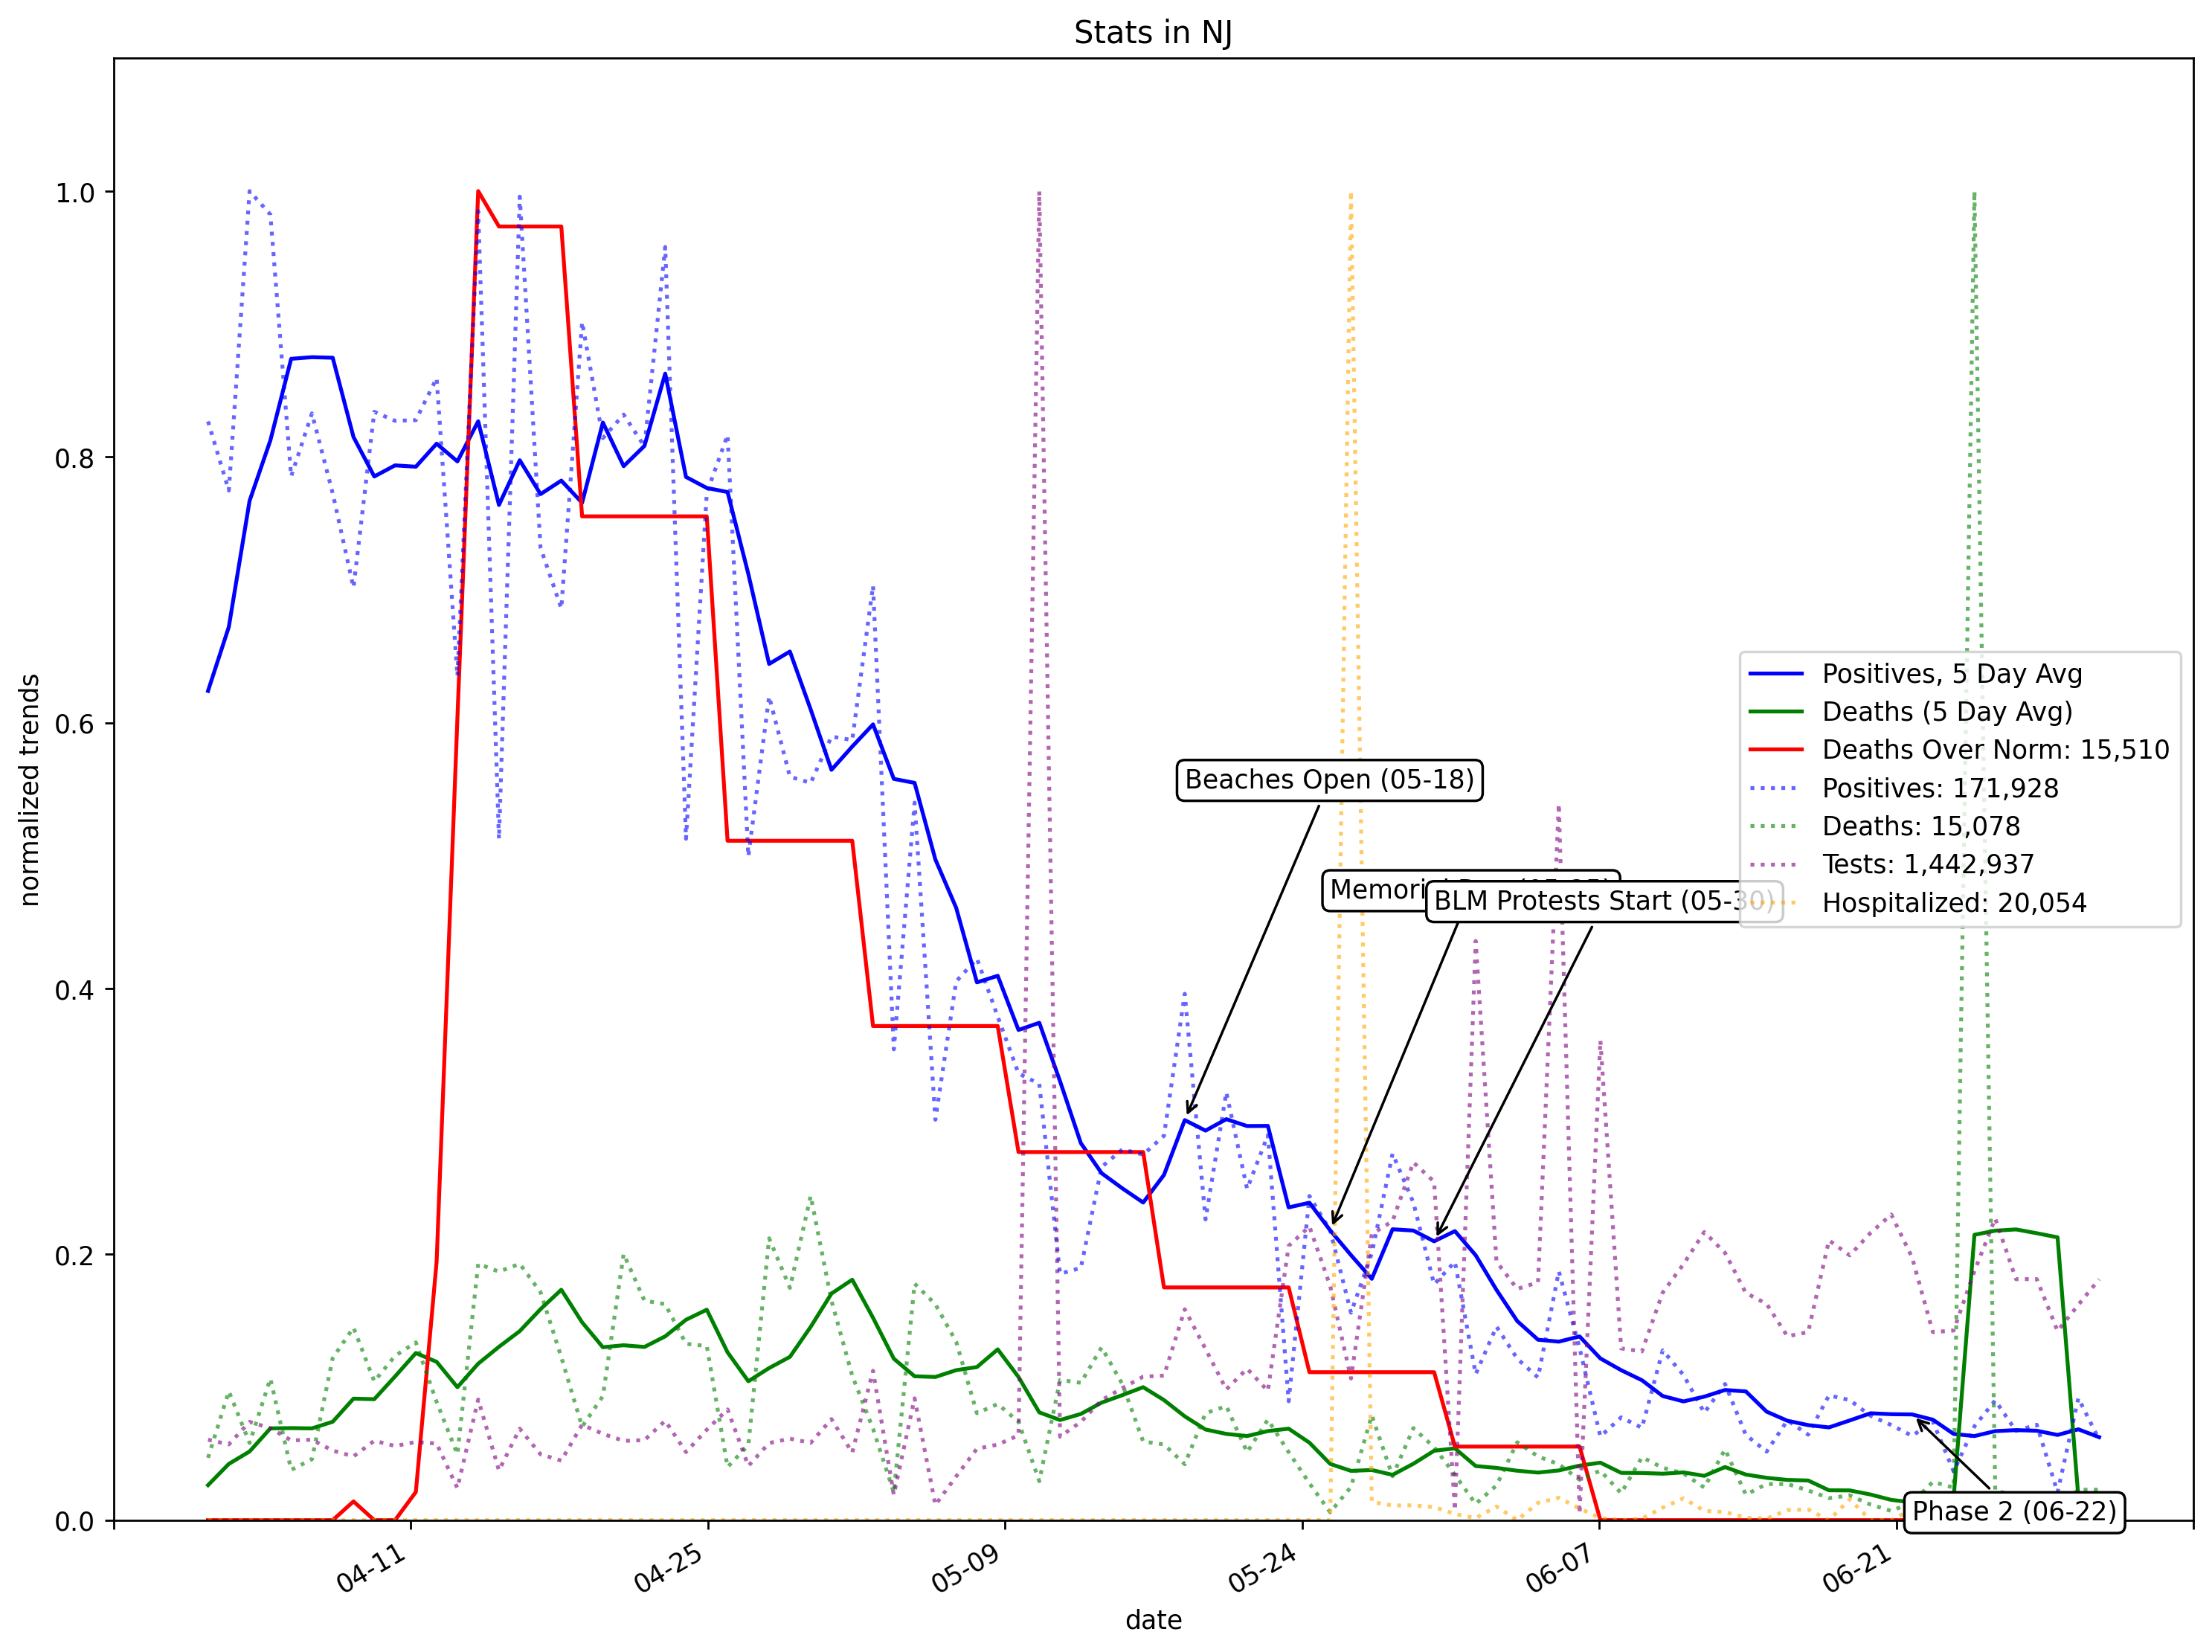 Stats in NJ
1.0
0.8
0.6
0.4
0.2
0.0
normalized trends
Positives, 5 Day Avg
Deaths (5 Day Avg)
Deaths Over Norm: 15,510
Positives: 171,928
Deaths: 15,078
Tests: 1,442,937
Hospitalized: 20,054
Beaches Open (05-18)
BLM Protests Start (05-30)
Phase 2 (06-22)
04-11
04-25
05-09
05-24
06-07
06-21
date